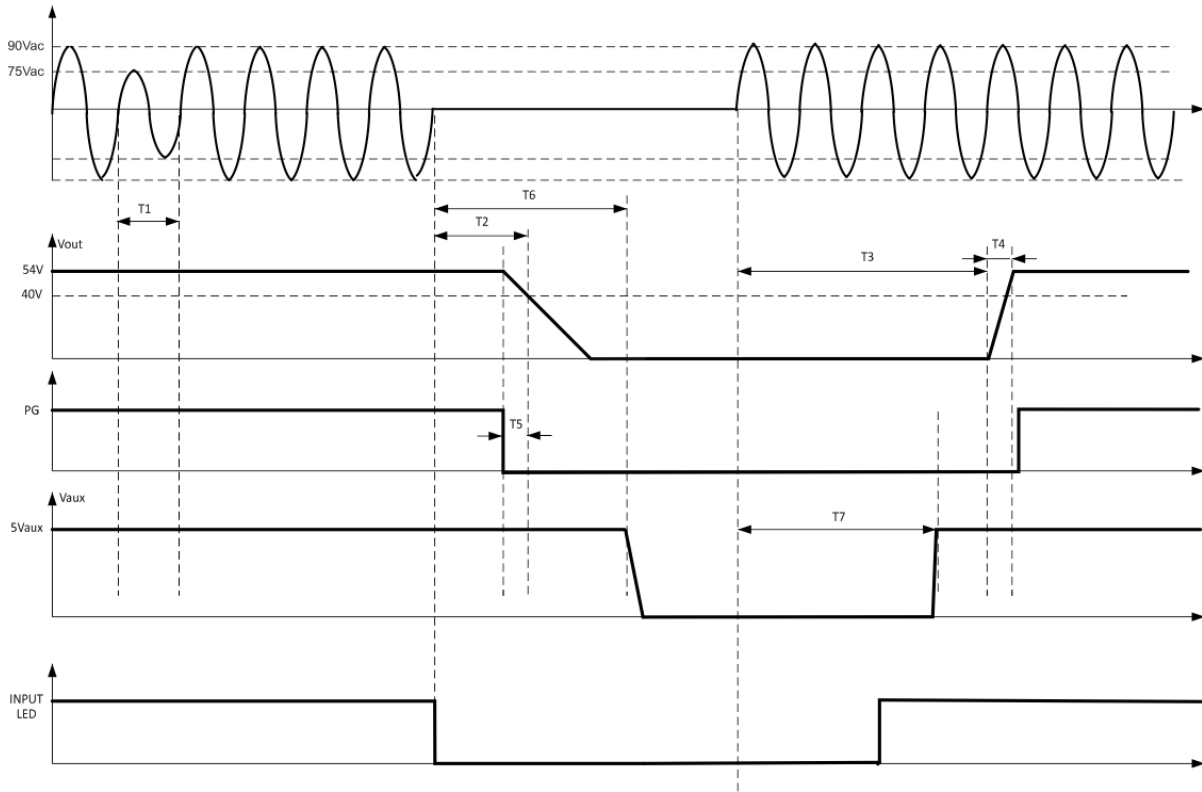 90Vac
75Vac
T1
T6
T2
Vout
54V
40V
T3
T4
PG
T5
Vaux
5Vaux
T7
INPUT
LED